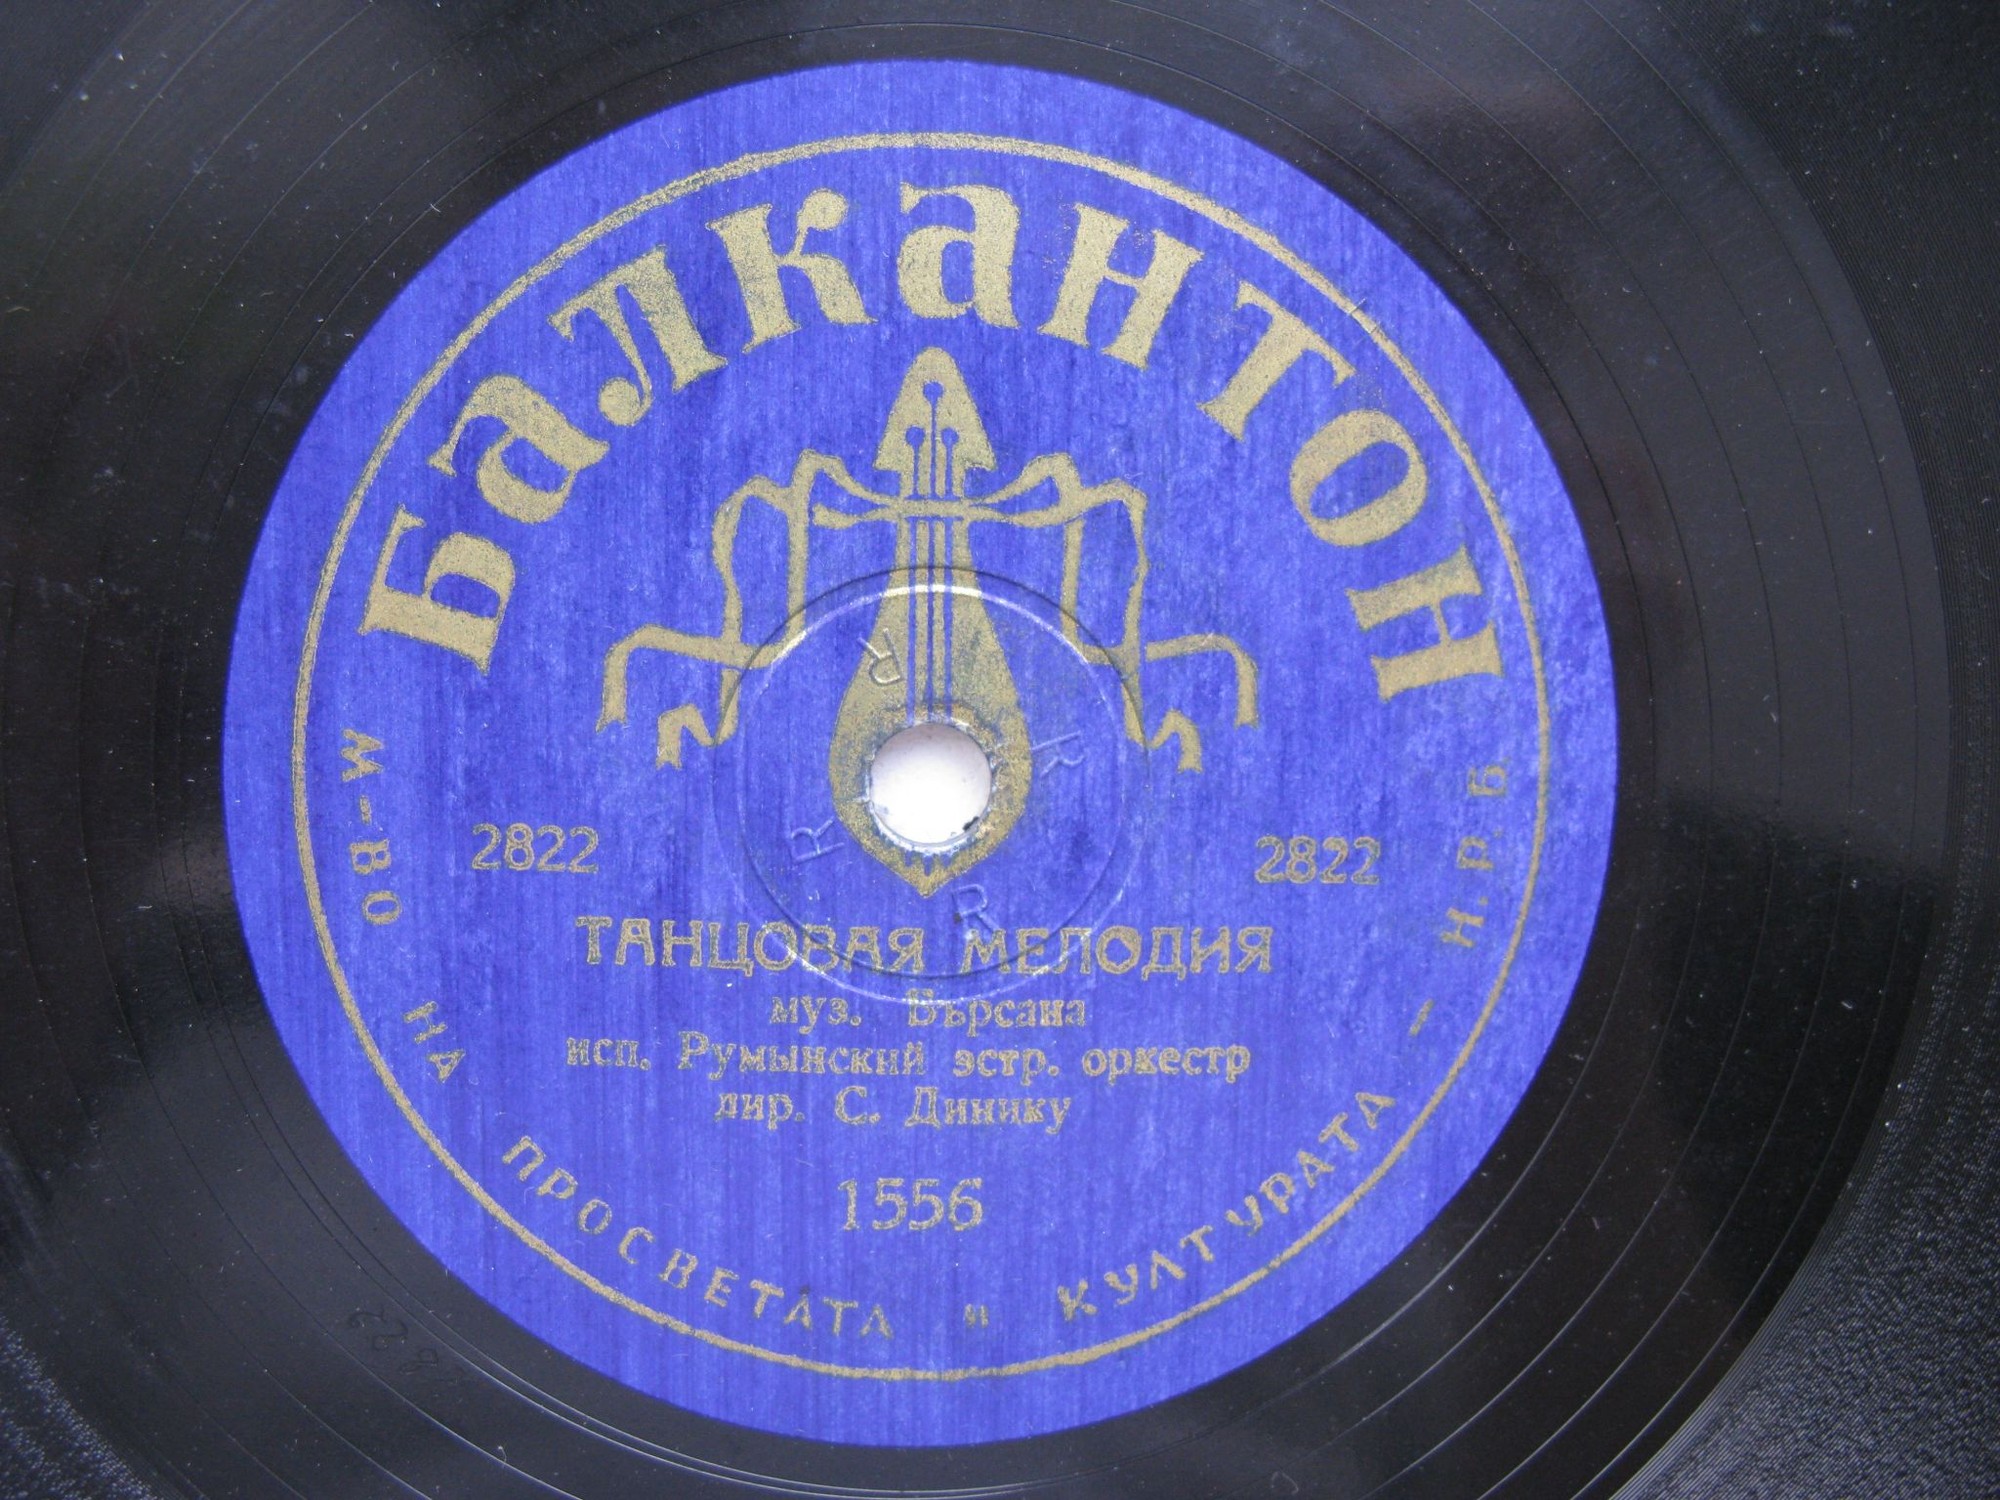 Балкантон
2822 2822
ТАНЦОВАЯ МЕЛОДИЯ
муз. Бърсана
исп. Румынский эстр. оркестр
дир. С. Динику
1556
М-ВО НА ПРОСВЕТАТА и КУЛТУРАТА - Н.Р.Б.
R R R R